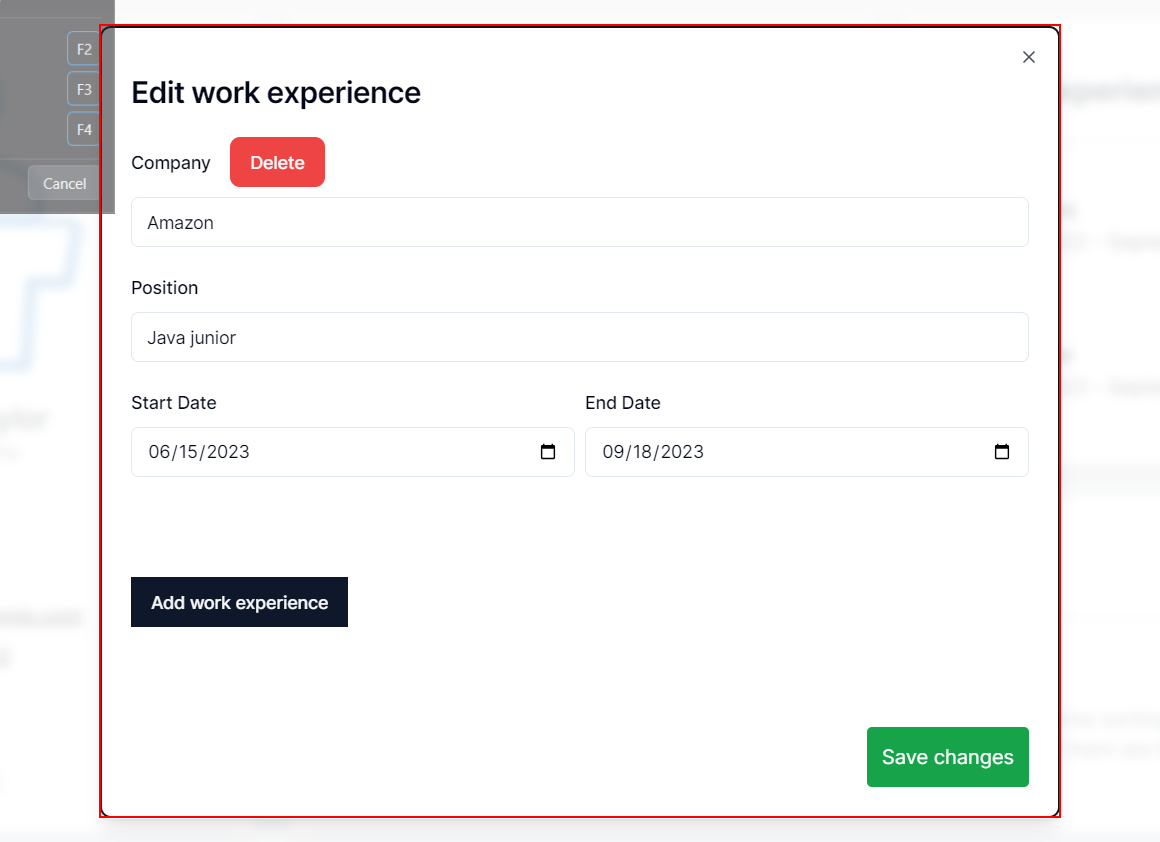 F2
F3
F4
Cancel
Edit work experience
Company Delete
Amazon
Position
Java junior
Start Date End Date
06/15/2023 09/18/2023
Add work experience
Save changes